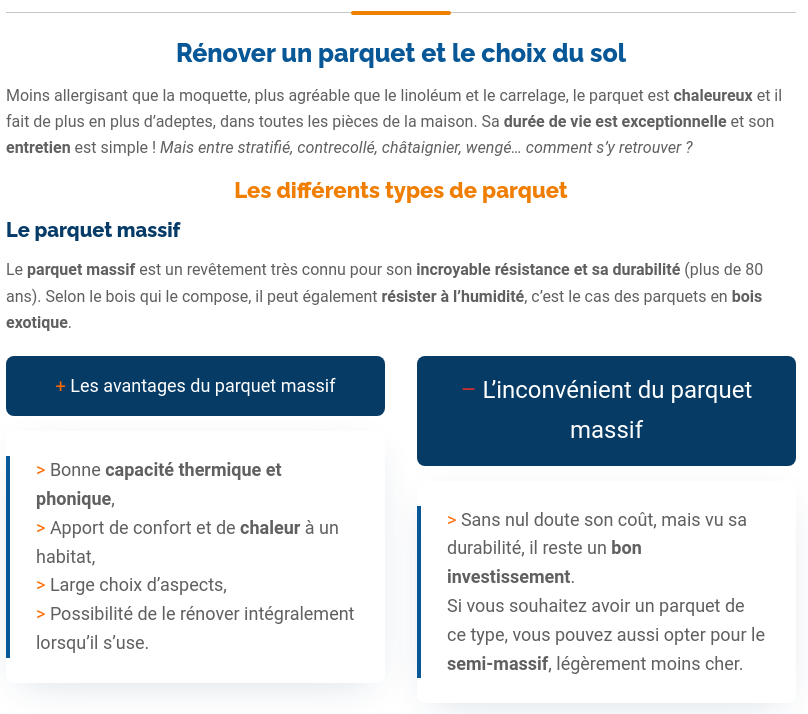 Rénover un parquet et le choix du sol
Moins allergisant que la moquette, plus agréable que le linoléum et le carrelage, le parquet est chaleureux et il
fait de plus en plus d’adeptes, dans toutes les pièces de la maison. Sa durée de vie est exceptionnelle et son
entretien est simple ! Mais entre stratifié, contrecollé, châtaignier, wengé… comment s’y retrouver ?
Les différents types de parquet
Le parquet massif
Le parquet massif est un revêtement très connu pour son incroyable résistance et sa durabilité (plus de 80
ans). Selon le bois qui le compose, il peut également résister à l’humidité, c’est le cas des parquets en bois
exotique.
+ Les avantages du parquet massif
> Bonne capacité thermique et
phonique,
> Apport de confort et de chaleur à un
habitat,
> Large choix d’aspects,
> Possibilité de le rénover intégralement
lorsqu’il s’use.
– L’inconvénient du parquet
massif
> Sans nul doute son coût, mais vu sa
durabilité, il reste un bon
investissement.
Si vous souhaitez avoir un parquet de
ce type, vous pouvez aussi opter pour le
semi-massif, légèrement moins cher.